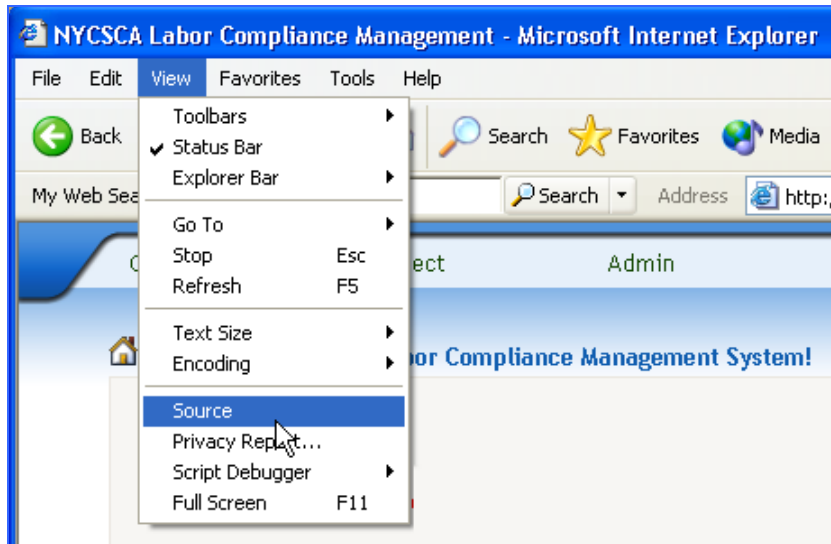 NYCSCA Labor Compliance Management - Microsoft Internet Explorer
File Edit View Favorites Tools Help
Back Search Favorites Media
My Web Sea Search Address http:/
ect Admin
bor Compliance Management System!
Toolbars
Status Bar
Explorer Bar
Go To
Stop Esc
Refresh F5
Text Size
Encoding
Source
Privacy Report...
Script Debugger
Full Screen F11